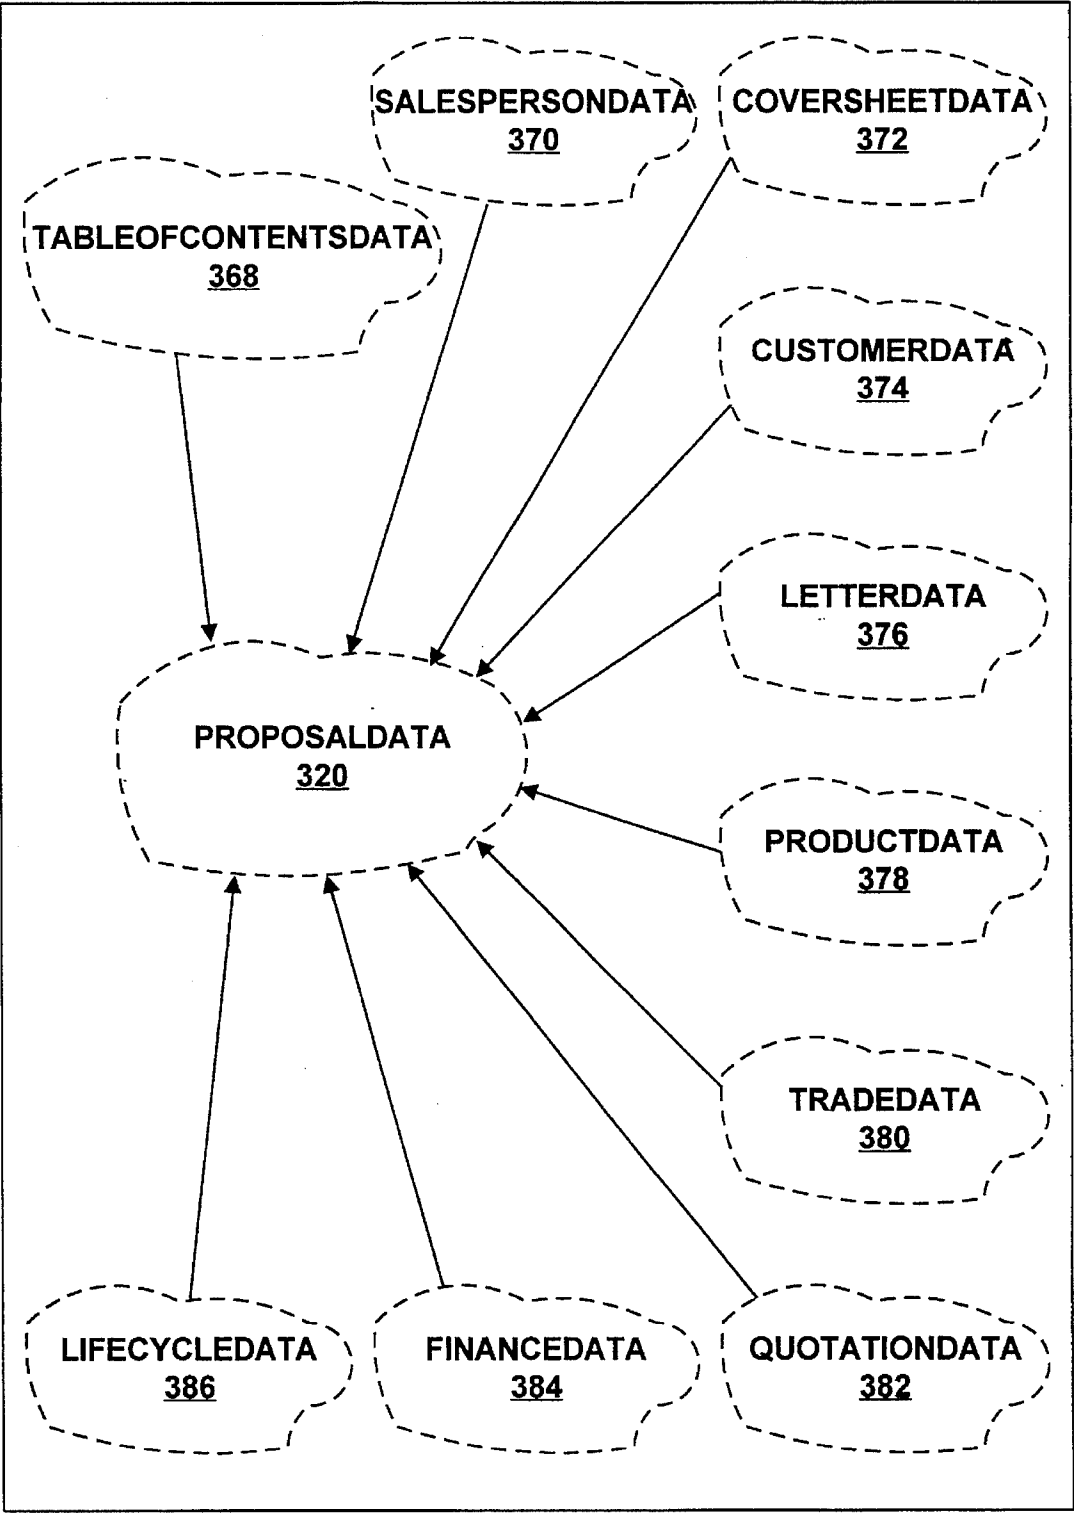 SALESPERSONDATA
370
COVERSHEETDATA
372
TABLEOFCONTENTSDATA
368
CUSTOMERDATA
374
LETTERDATA
376
PROPOSALDATA
320
PRODUCTDATA
378
TRADEDATA
380
LIFECYCLEDATA
386
FINANCEDATA
384
QUOTATIONDATA
382